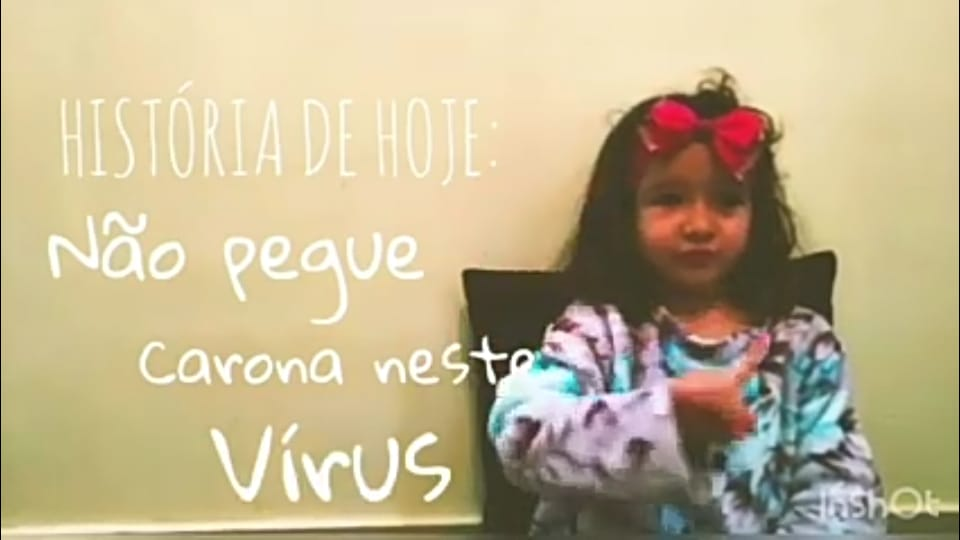 HISTÓRIA DE HOJE:
Não pegue
Carona neste
Vírus
InShOt